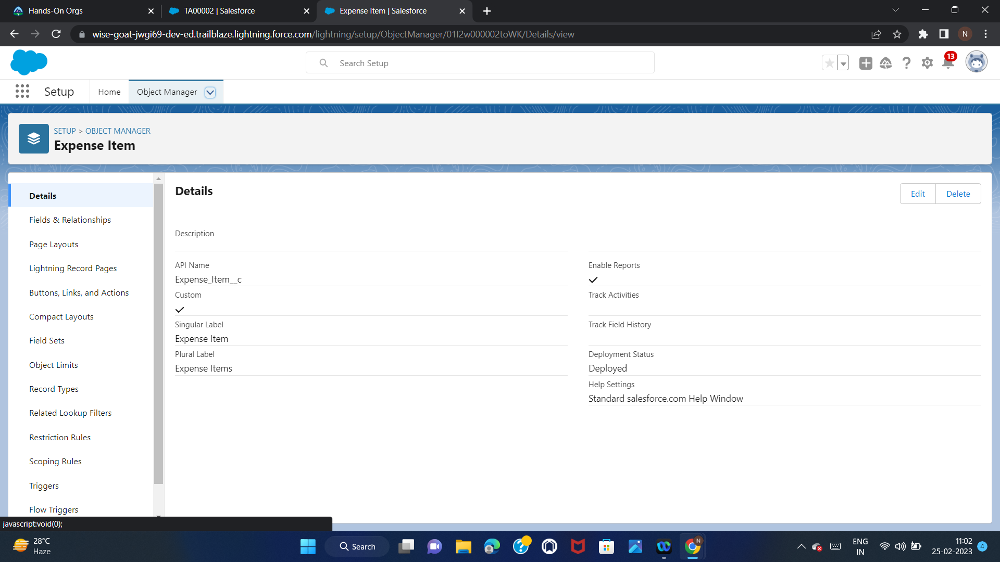 Hands-On Orgs
TA00002 | Salesforce
Expense Item | Salesforce
wise-goat-jwgi69-dev-ed.trailblaze.lightning.force.com/lightning/setup/ObjectManager/01I2w000002toWK/Details/view
N
Search Setup
13
Setup
Home
Object Manager
SETUP > OBJECT MANAGER
Expense Item
Details
Fields & Relationships
Page Layouts
Lightning Record Pages
Buttons, Links, and Actions
Compact Layouts
Field Sets
Object Limits
Record Types
Related Lookup Filters
Restriction Rules
Scoping Rules
Triggers
Flow Triggers
Details
Edit
Delete
Description
API Name
Expense_Item__c
Custom
Singular Label
Expense Item
Plural Label
Expense Items
Enable Reports
Track Activities
Track Field History
Deployment Status
Deployed
Help Settings
Standard salesforce.com Help Window
javascript:void(0);
28°C
Haze
Search
N
ENG
IN
11:02
25-02-2023
4